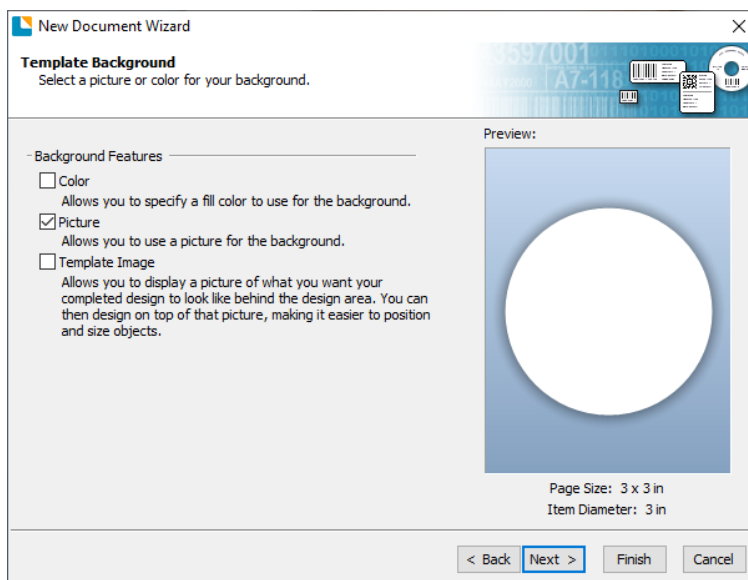 New Document Wizard
Template Background
Select a picture or color for your background.
3597001
A7-118
Preview:
Background Features
Color
Allows you to specify a fill color to use for the background.
Picture
Allows you to use a picture for the background.
Template Image
Allows you to display a picture of what you want your
completed design to look like behind the design area. You can
then design on top of that picture, making it easier to position
and size objects.
Page Size: 3 x 3 in
Item Diameter: 3 in
< Back
Next >
Finish
Cancel